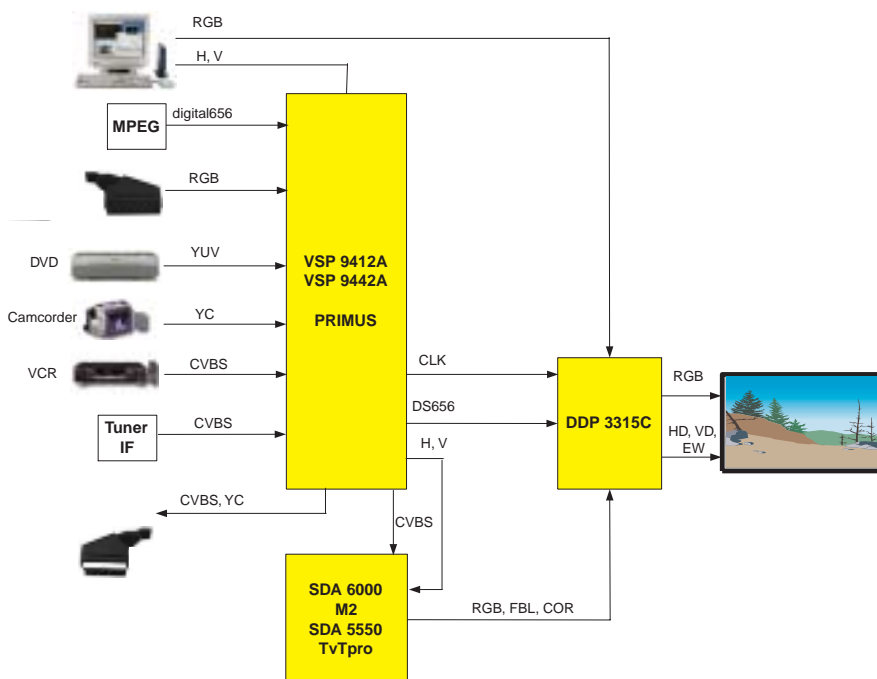 RGB
H, V
digital656
MPEG
RGB
DVD
YUV
VSP 9412A
VSP 9442A
PRIMUS
Camcorder
YC
VCR
CVBS
CLK
DS656
DDP 3315C
RGB
HD, VD,
EW
Tuner
IF
CVBS
H, V
CVBS, YC
CVBS
SDA 6000
M2
SDA 5550
TvTpro
RGB, FBL, COR